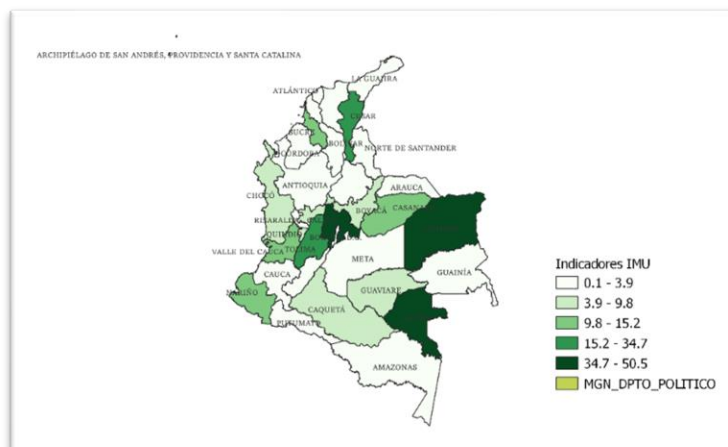 ARCHIPIÉLAGO DE SAN ANDRÉS, PROVIDENCIA Y SANTA CATALINA
LA GUAJIRA
ATLÁNTICO
CESAR
SUCRE
BOLÍVAR
NORTE DE SANTANDER
CÓRDOBA
ANTIOQUIA
ARAUCA
CHOCÓ
CASANA
BOYACÁ
RISARALDA
QUINDÍO
TOLIMA
VALLE DEL CAUCA
META
CAUCA
GUAINÍA
GUAVIARE
NARIÑO
CAQUETÁ
PUTUMAYO
AMAZONAS
Indicadores IMU
0.1 - 3.9
3.9 - 9.8
9.8 - 15.2
15.2 - 34.7
34.7 - 50.5
MGN_DPTO_POLITICO